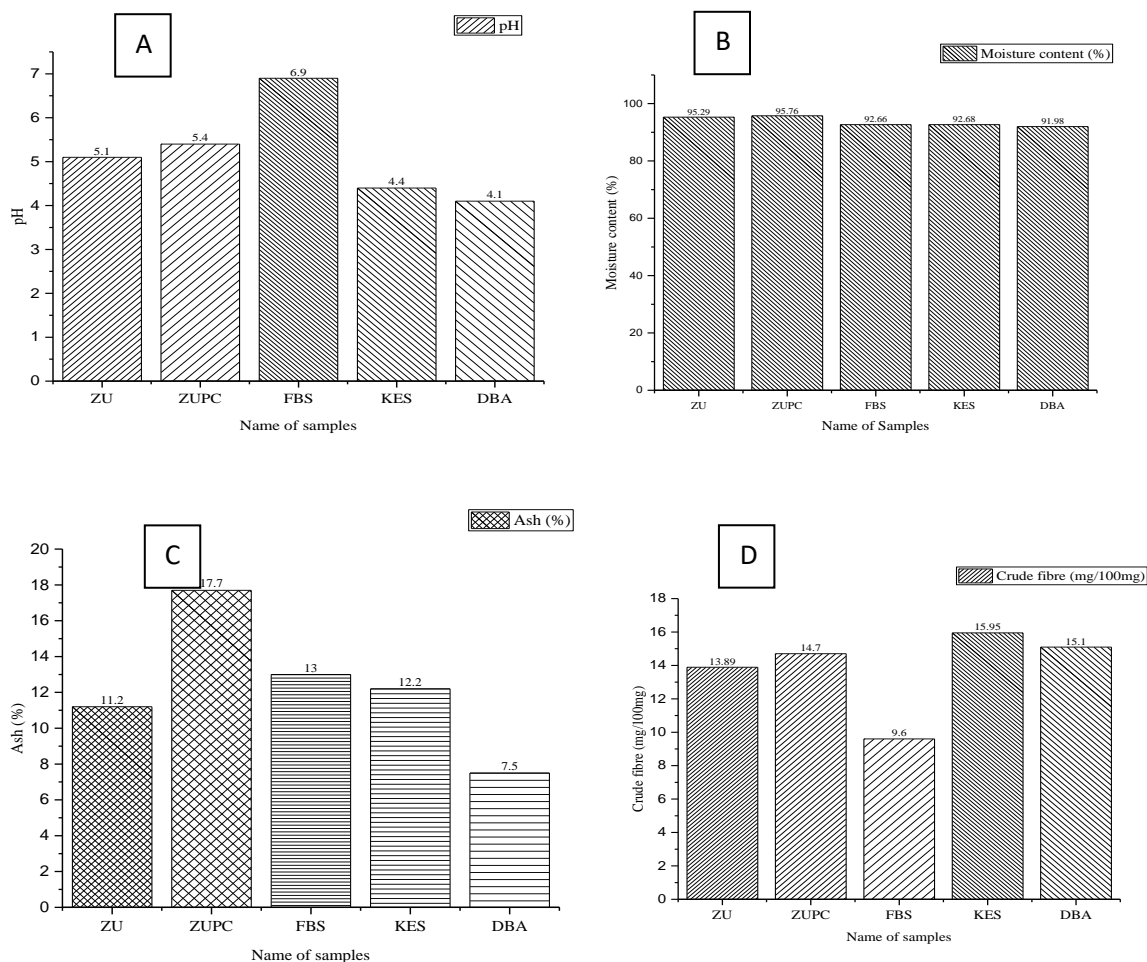 A
pH
7
6
5
4
3
2
1
0
pH
5.1
5.4
6.9
4.4
4.1
ZU ZUPC FBS KES DBA
Name of samples
B
Moisture content (%)
100
80
60
40
20
0
Moisture content (%)
95.29
95.76
92.66
92.68
91.98
ZU ZUPC FBS KES DBA
Name of Samples
C
Ash (%)
20
18
16
14
12
10
8
6
4
2
0
Ash (%)
11.2
17.7
13
12.2
7.5
ZU ZUPC FBS KES DBA
Name of samples
D
Crude fibre (mg/100mg)
18
16
14
12
10
8
6
4
2
0
Crude fibre (mg/100mg)
13.89
14.7
9.6
15.95
15.1
ZU ZUPC FBS KES DBA
Name of samples